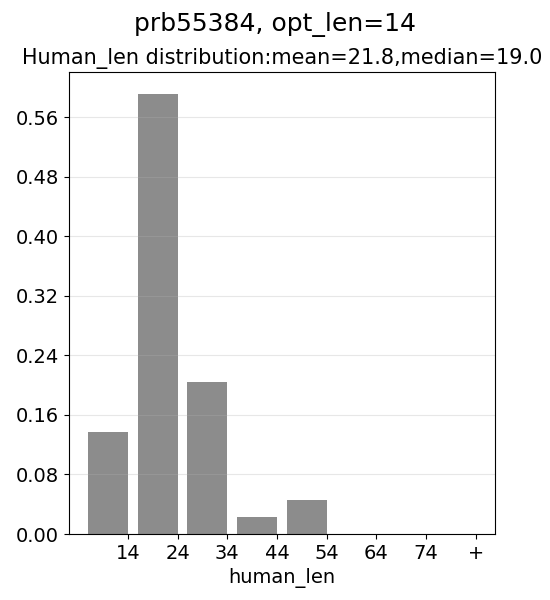 prb55384, opt_len=14
Human_len distribution:mean=21.8,median=19.0
0.56
0.48
0.40
0.32
0.24
0.16
0.08
0.00
14 24 34 44 54 64 74 +
human_len